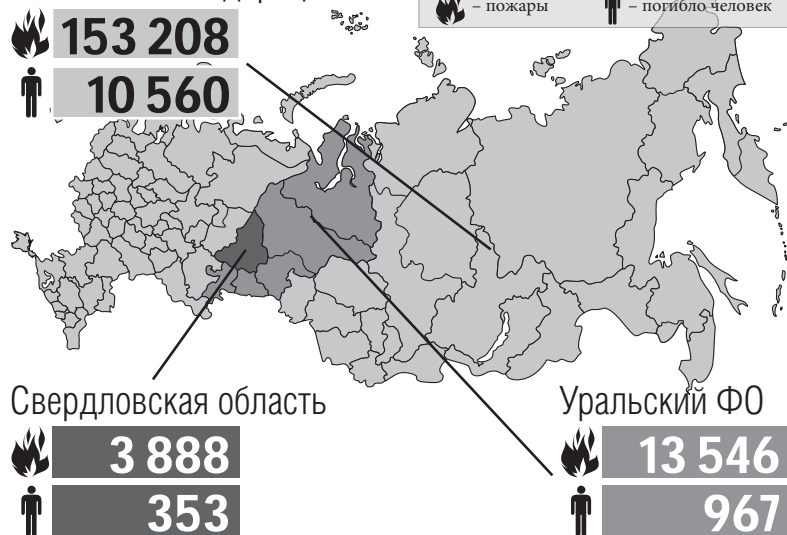 – пожары
– погибло человек
153 208
10 560
Свердловская область
3 888
353
Уральский ФО
13 546
967